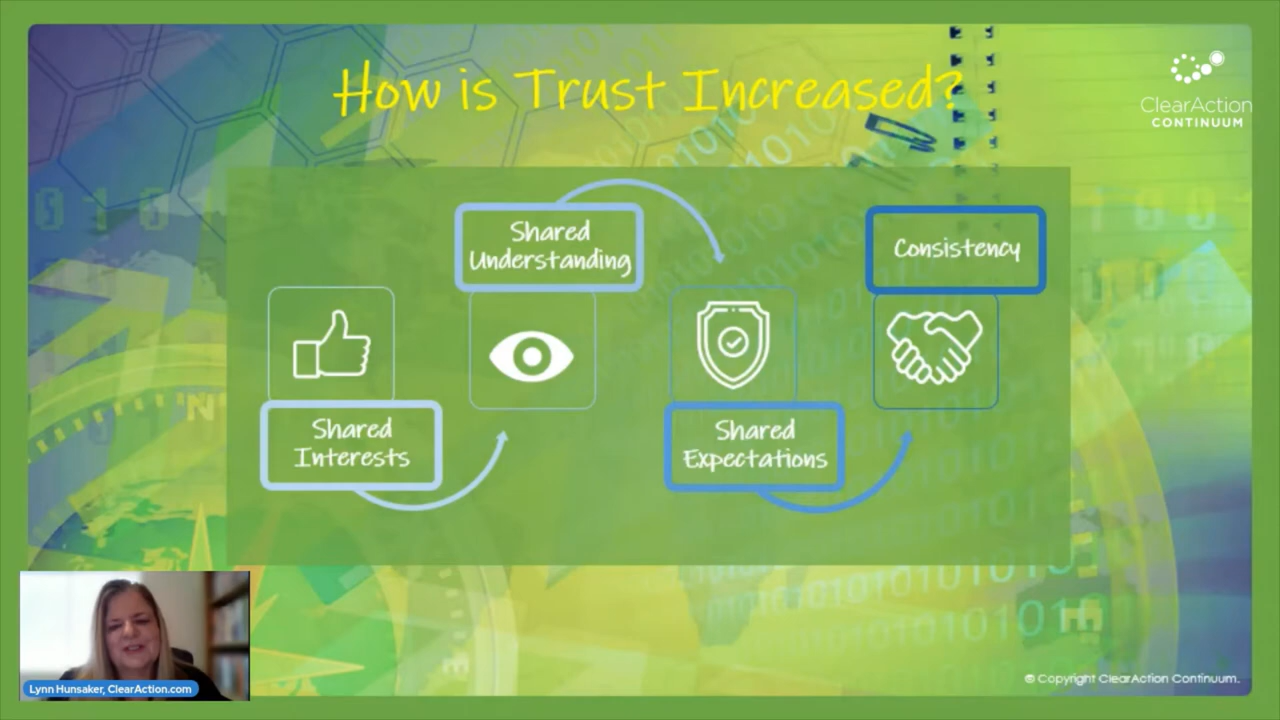 How is Trust Increased?
ClearAction
CONTINUUM
Shared
Understanding
Consistency
Shared
Interests
Shared
Expectations
Lynn Hunsaker, ClearAction.com
© Copyright ClearAction Continuum.